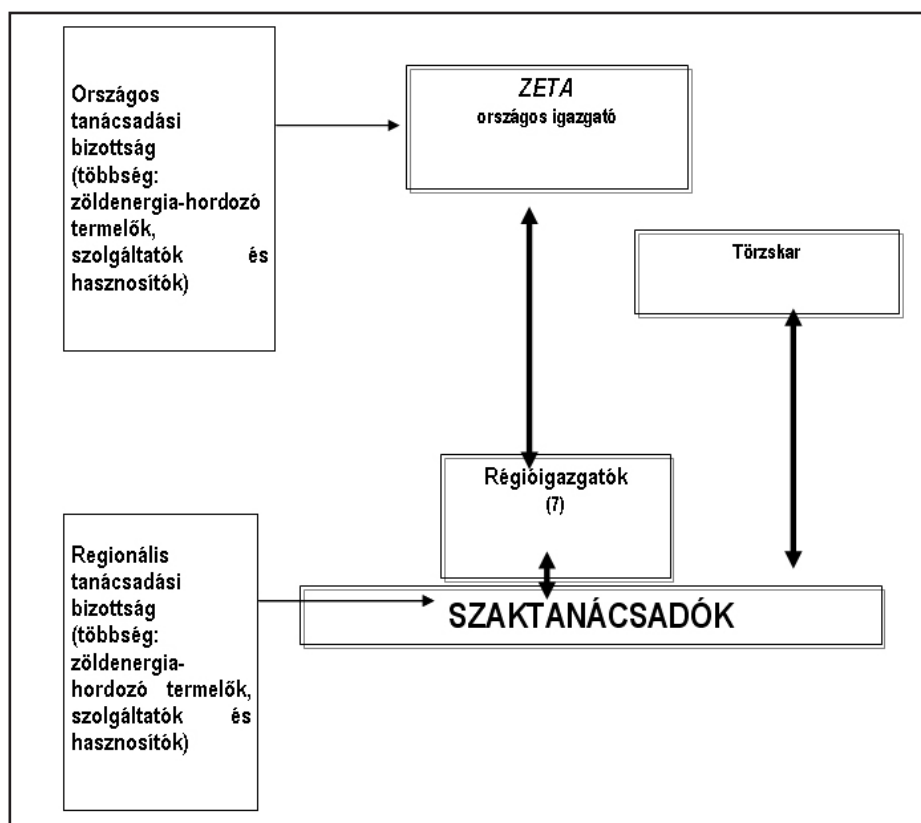 Országos
tanácsadási
bizottság
(többség:
zöldenergia-hordozó
termelők,
szolgáltatók és
hasznosítók)
ZETA
országos igazgató
Törzskar
Régióigazgatók
(7)
Regionális
tanácsadási
bizottság
(többség:
zöldenergia-
hordozó termelők,
szolgáltatók és
hasznosítók)
SZAKTANÁCSADÓK